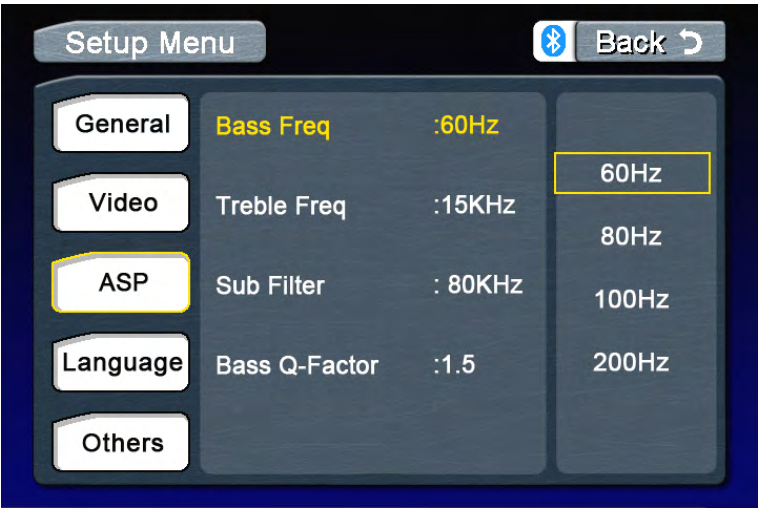 Setup Menu
Back
General
Bass Freq :60Hz
60Hz
Video
Treble Freq :15KHz
80Hz
ASP
Sub Filter : 80KHz
100Hz
Language
Bass Q-Factor :1.5
200Hz
Others